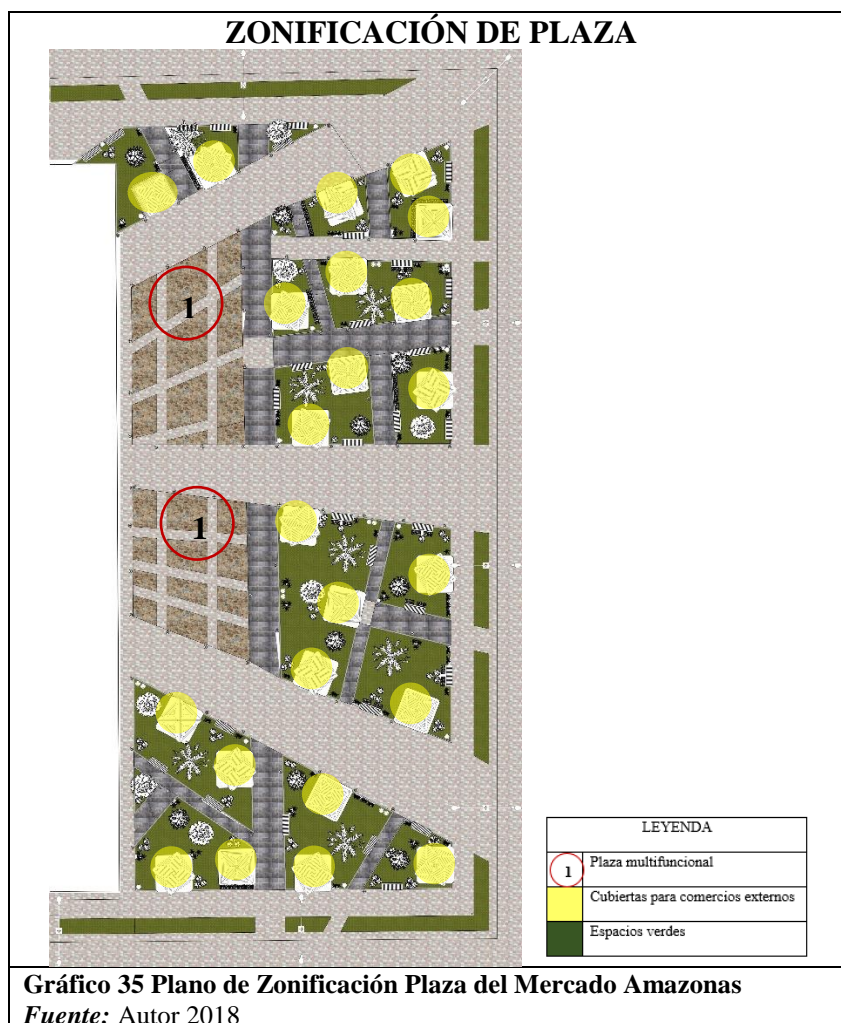 ZONIFICACIÓN DE PLAZA
1
1
LEYENDA
1 Plaza multifuncional
Cubiertas para comercios externos
Espacios verdes
Gráfico 35 Plano de Zonificación Plaza del Mercado Amazonas
Fuente: Autor 2018